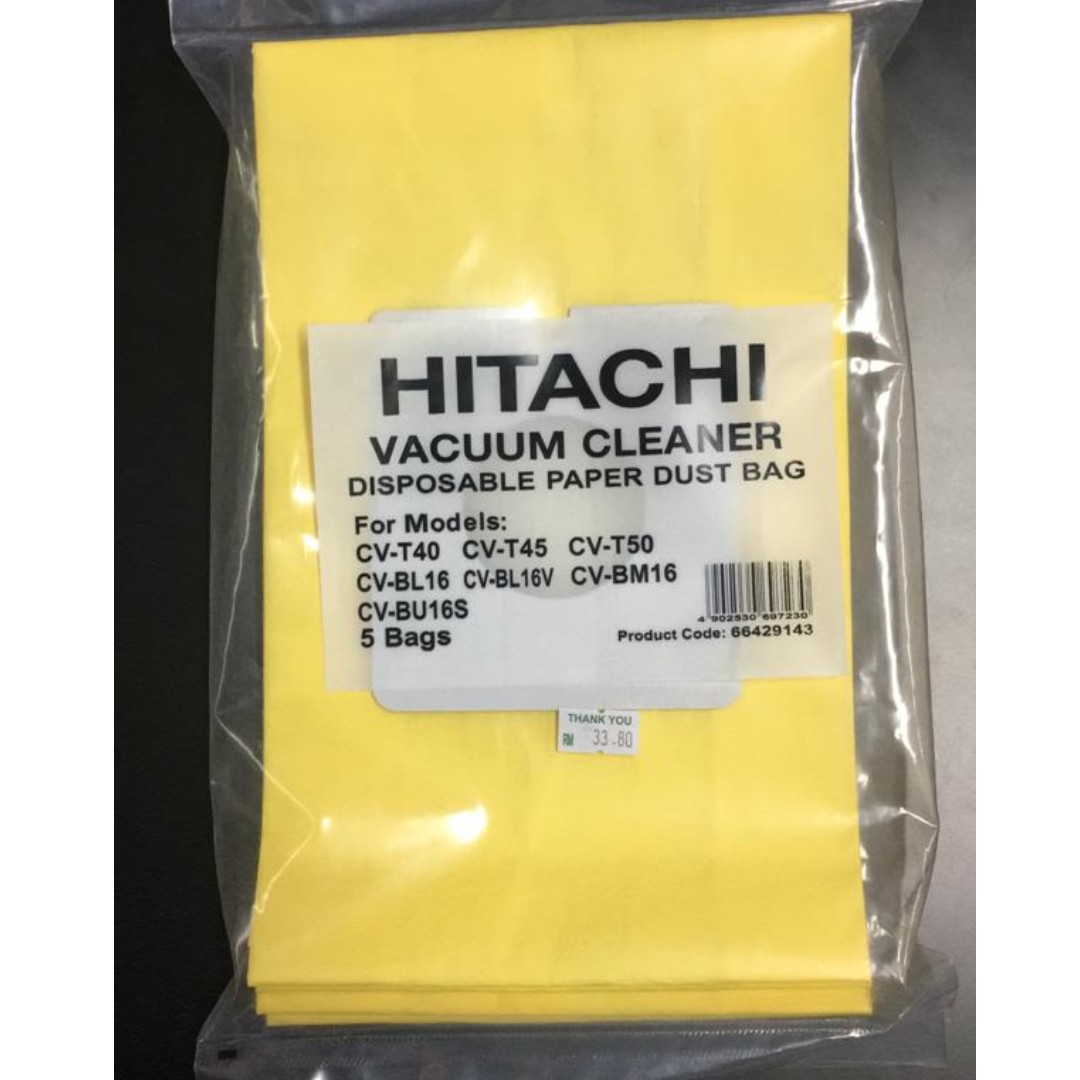 HITACHI
VACUUM CLEANER
DISPOSABLE PAPER DUST BAG
For Models:
CV-T40 CV-T45 CV-T50
CV-BL16 CV-BL16V CV-BM16
CV-BU16S
5 Bags
4 902530 697230
Product Code: 66429143
THANK YOU
RM 33.80